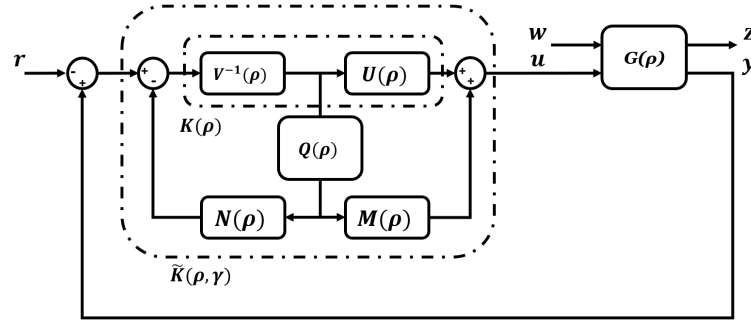 r
-
+
+
-
V⁻¹(ρ)
U(ρ)
+
+
w
u
G(ρ)
z
y
K(ρ)
Q(ρ)
N(ρ)
M(ρ)
K̃(ρ, γ)